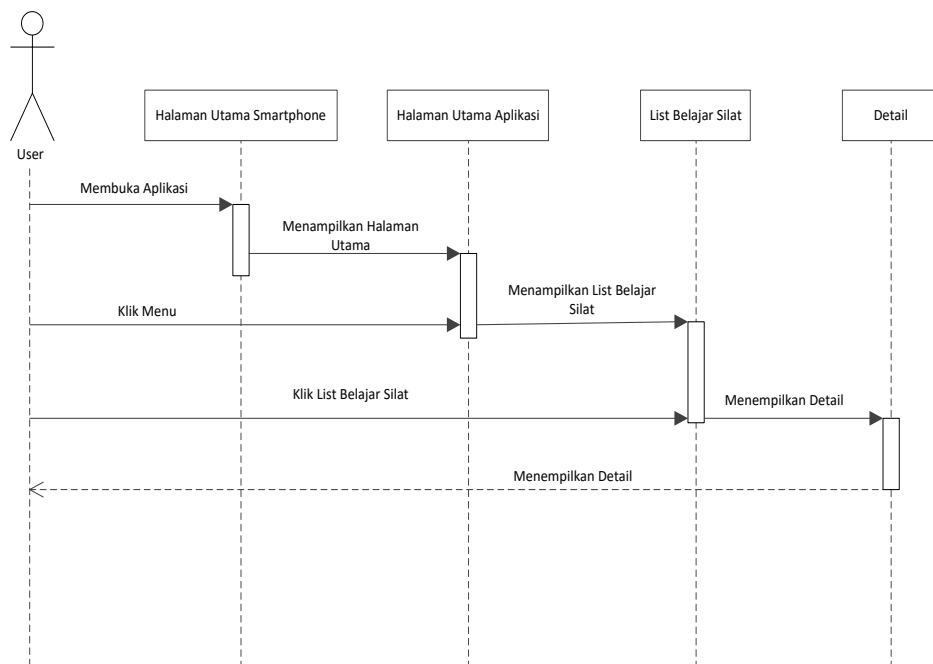 User
Halaman Utama Smartphone
Halaman Utama Aplikasi
List Belajar Silat
Detail
Membuka Aplikasi
Menampilkan Halaman
Utama
Klik Menu
Menampilkan List Belajar
Silat
Klik List Belajar Silat
Menempilkan Detail
Menempilkan Detail